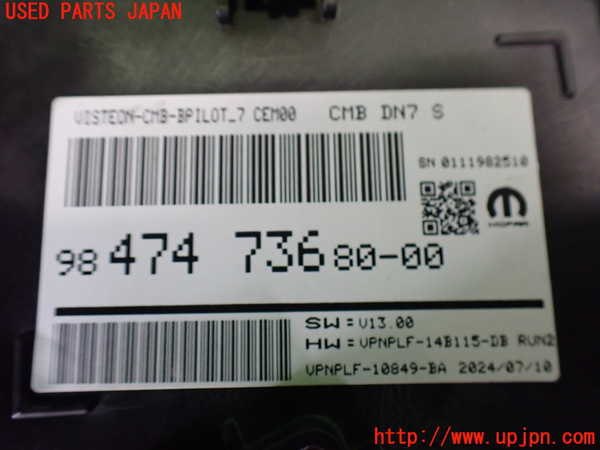 USED PARTS JAPAN
VISTEON-CMB-BPILOT_7 CEM00 CMB DN7 S
SN 0111982510
MOPAR
98 474 736 80-00
SW = V13.00
HW = VPNPLF-14B115-DB RUN2
VPNPLF-10849-BA 2024/07/10
http://www.upjpn.com